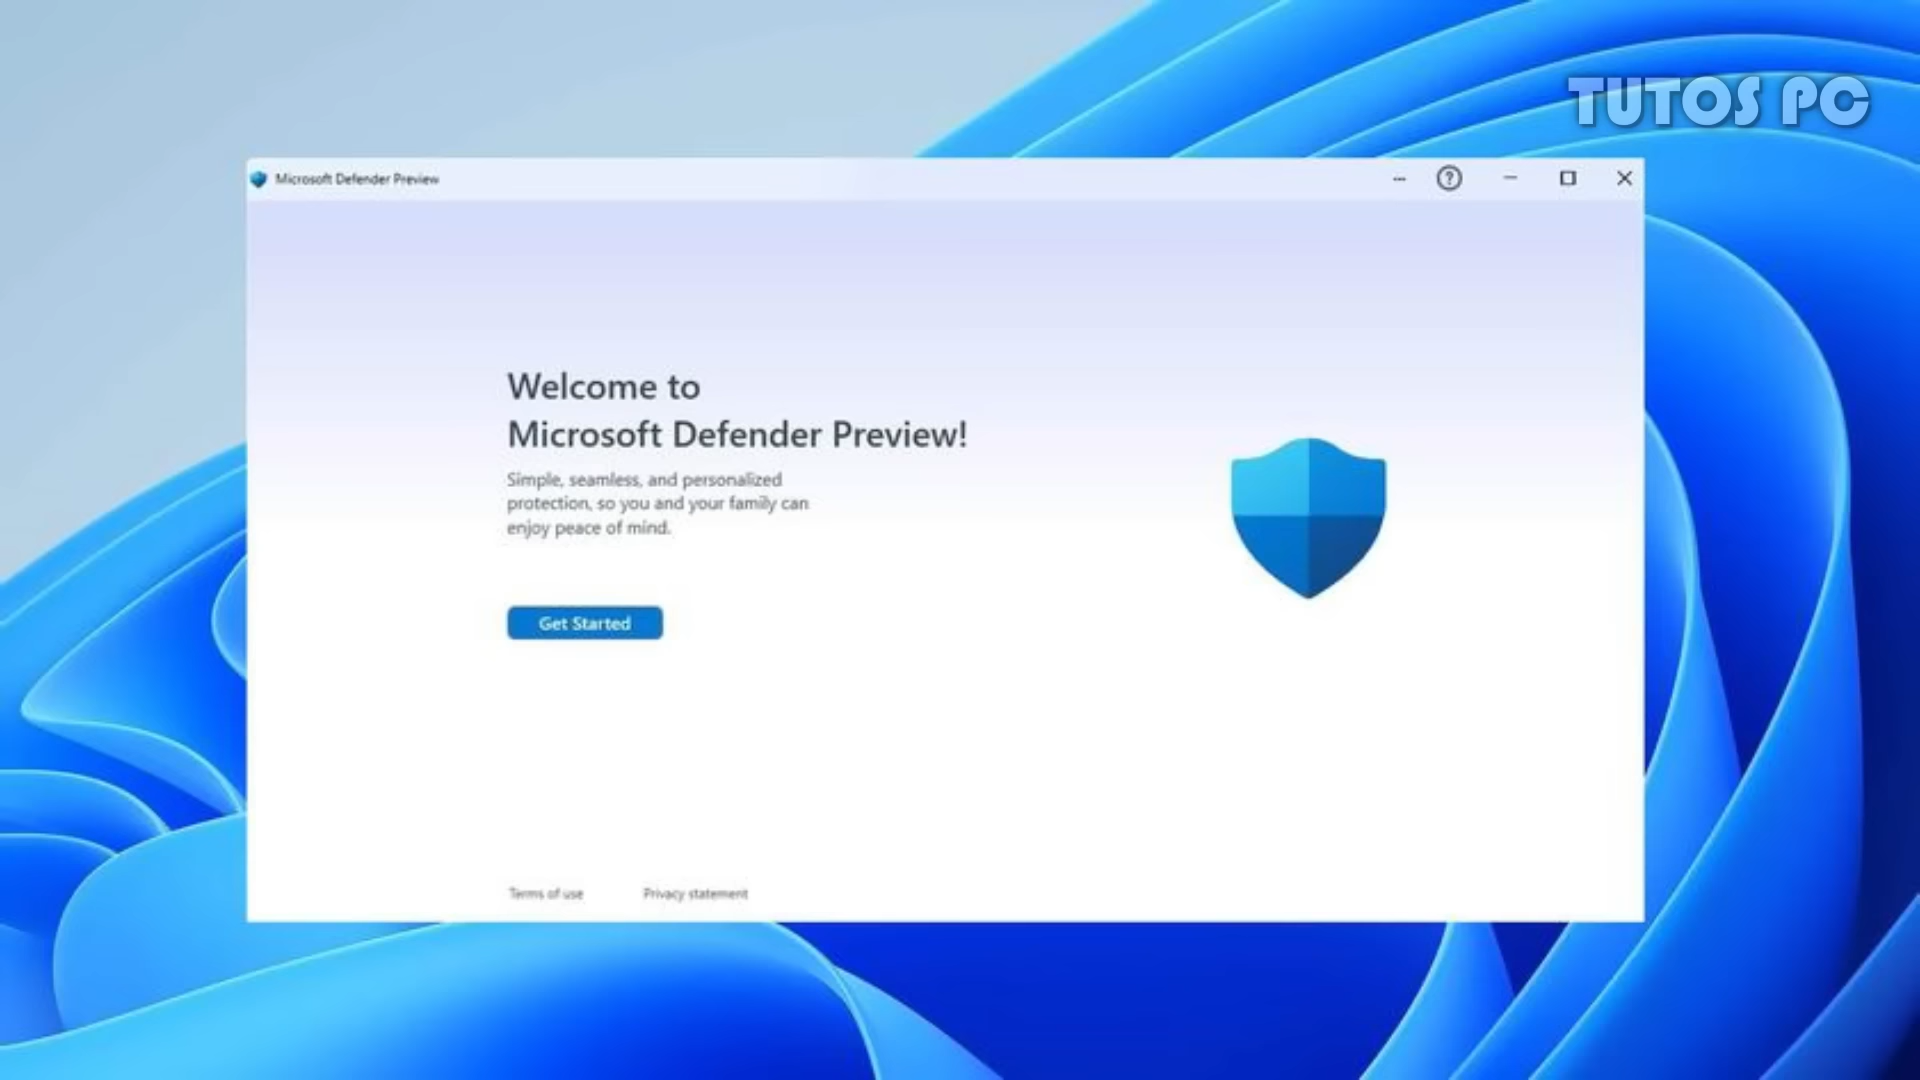 TUTOS PC
Microsoft Defender Preview
Welcome to
Microsoft Defender Preview!
Simple, seamless, and personalized
protection, so you and your family can
enjoy peace of mind.
Get Started
Terms of use
Privacy statement